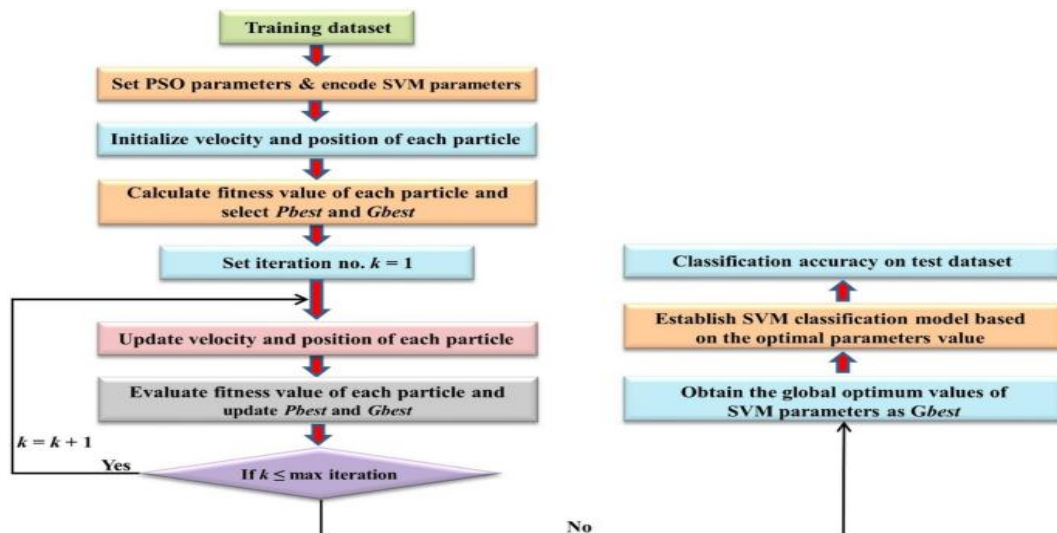 Training dataset
Set PSO parameters & encode SVM parameters
Initialize velocity and position of each particle
Calculate fitness value of each particle and
select Pbest and Gbest
Set iteration no. k = 1
Update velocity and position of each particle
Evaluate fitness value of each particle and
update Pbest and Gbest
k = k + 1
Yes
If k ≤ max iteration
No
Obtain the global optimum values of
SVM parameters as Gbest
Establish SVM classification model based
on the optimal parameters value
Classification accuracy on test dataset